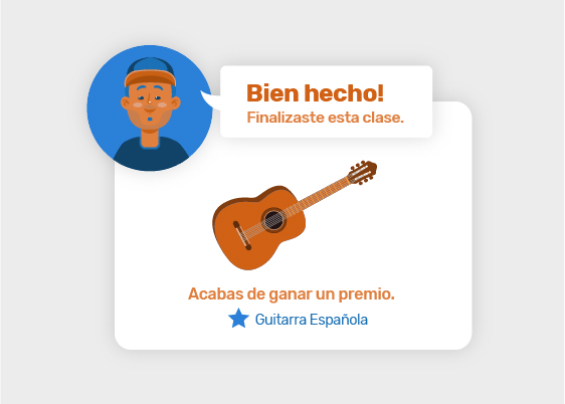 Bien hecho!
Finalizaste esta clase.
Acabas de ganar un premio.
Guitarra Española